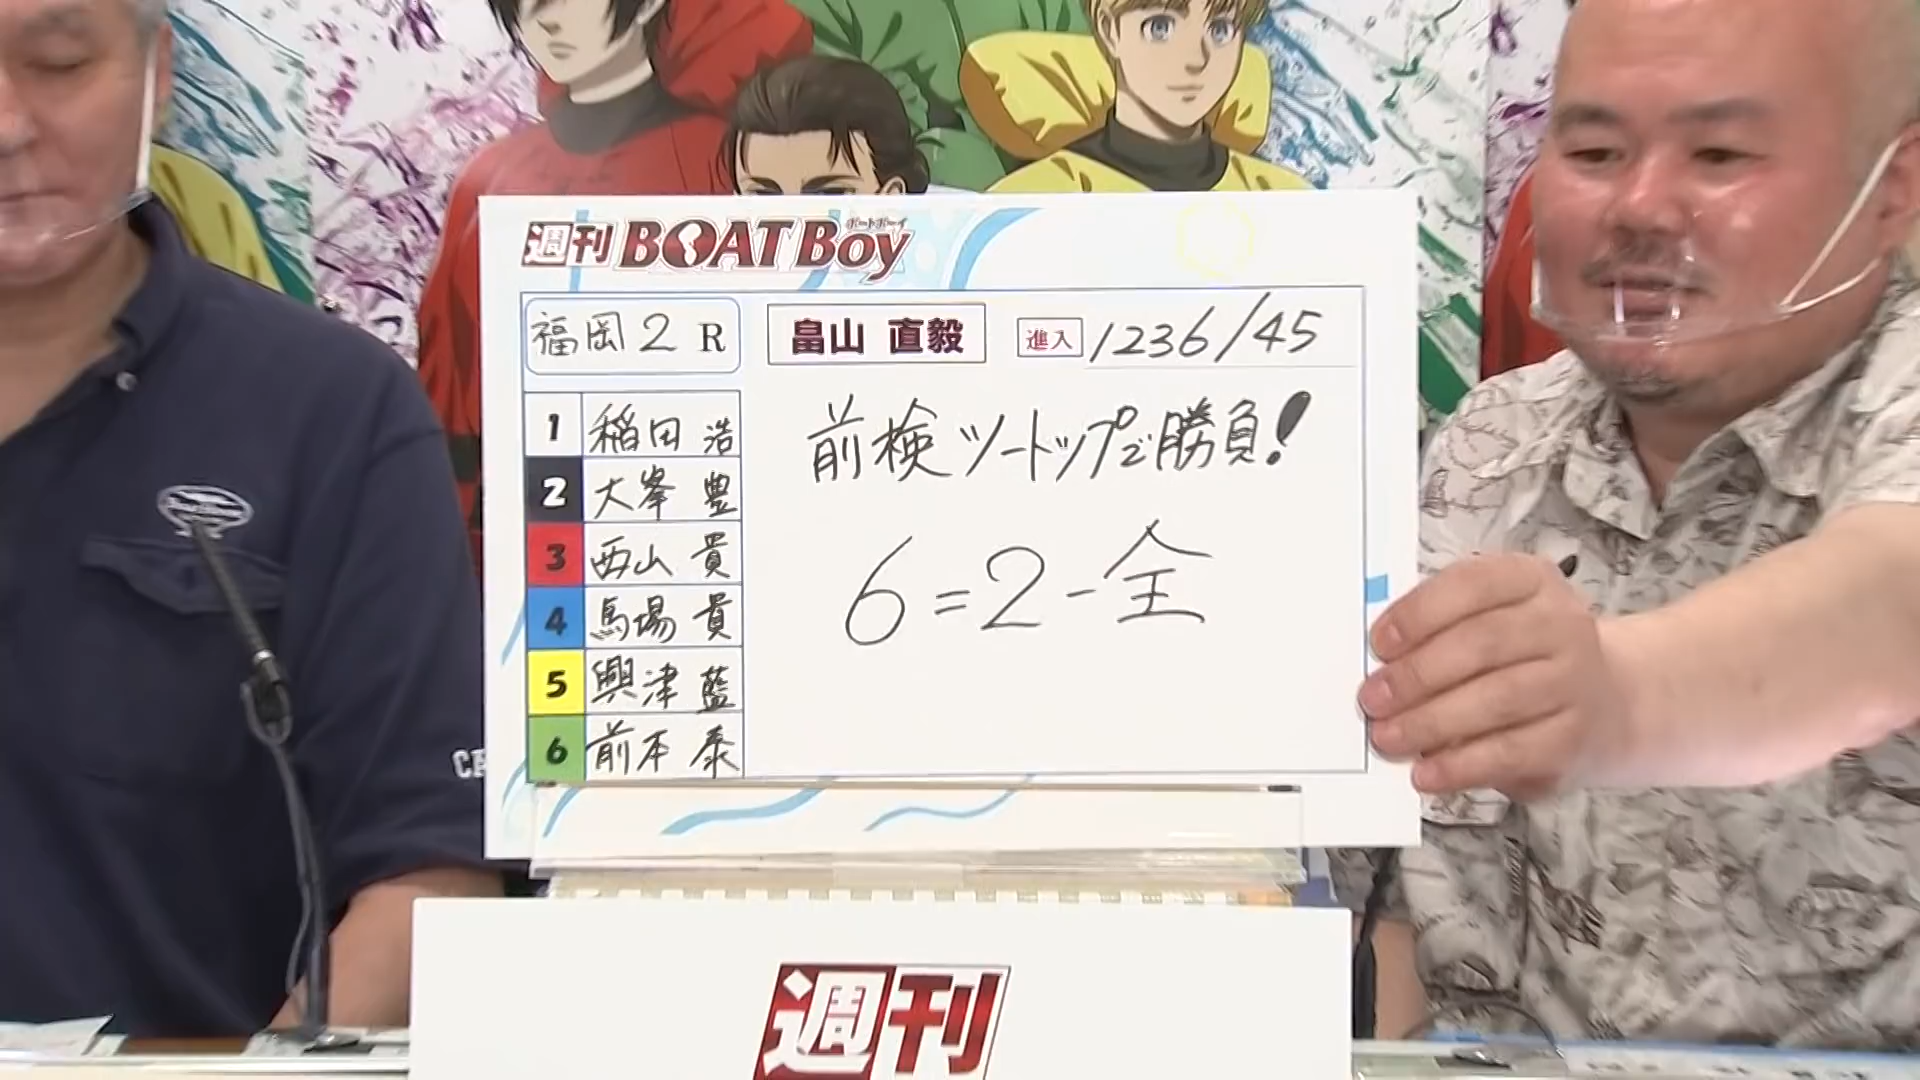 週刊 BOATBoy ボートボーイ
福岡 2 R 畠山 直毅 進入 1236/45
前検ツートップで勝負!
6=2-全
1 稲田 浩
2 大峯 豊
3 西山 貴
4 馬場 貴
5 興津 藍
6 前本 泰
週刊